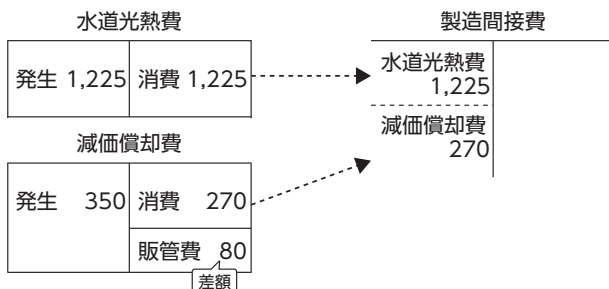 水道光熱費
発生 1,225 消費 1,225
減価償却費
発生 350 消費 270
販管費 80
差額
製造間接費
水道光熱費
1,225
減価償却費
270